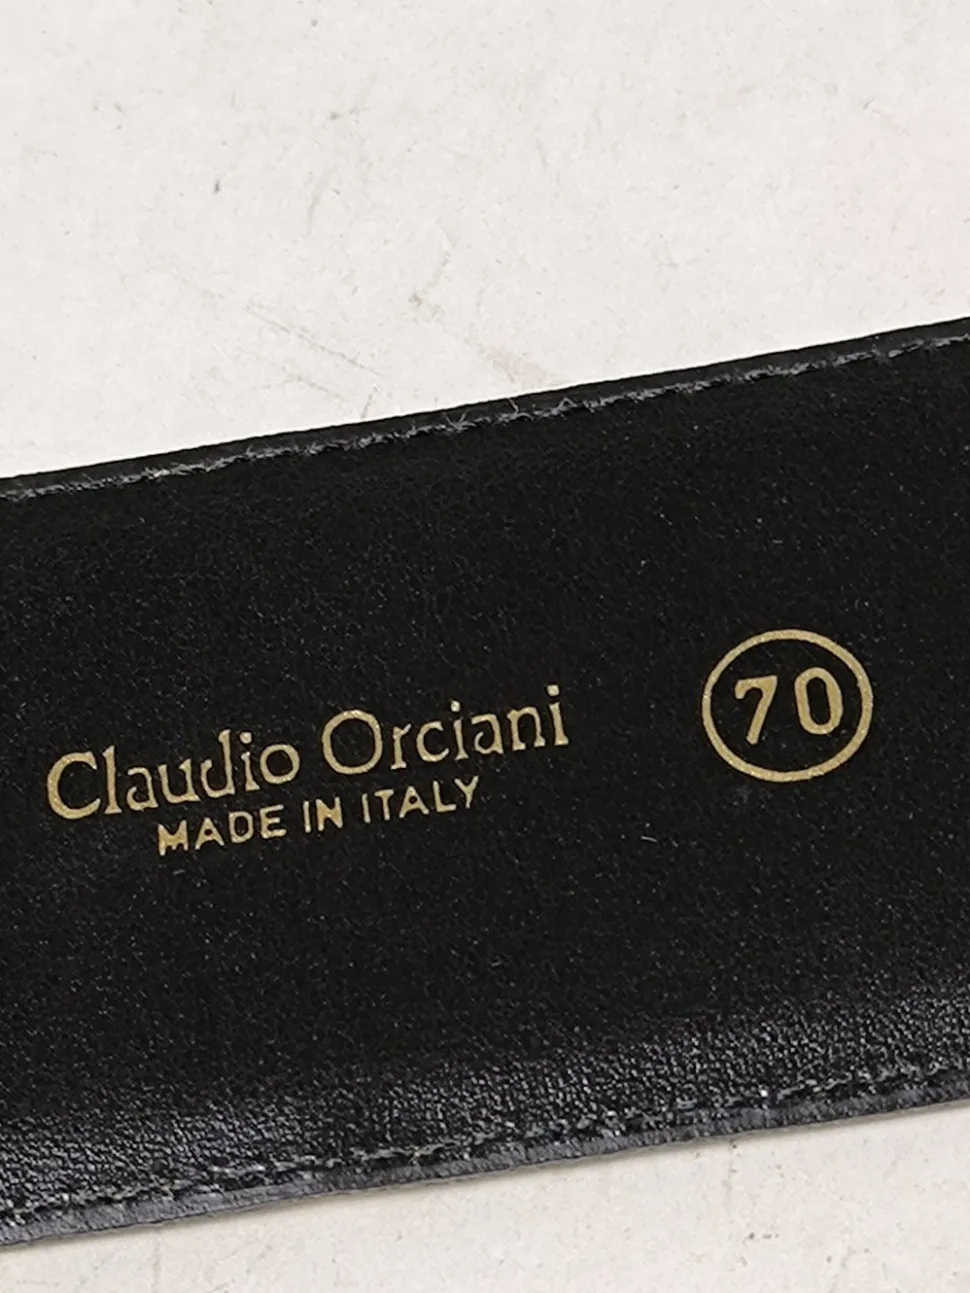 Claudio Orciani
MADE IN ITALY
70